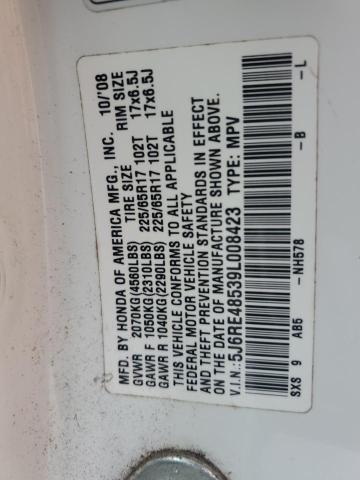 MFD. BY HONDA OF AMERICA MFG., INC. 10/'08
GVWR 2070KG(4560LBS) TIRE SIZE RIM SIZE
GAWR F 1050KG(2310LBS) 225/65R17 102T 17x6.5J
GAWR R 1040KG(2290LBS) 225/65R17 102T 17x6.5J
THIS VEHICLE CONFORMS TO ALL APPLICABLE
FEDERAL MOTOR VEHICLE SAFETY
AND THEFT PREVENTION STANDARDS IN EFFECT
ON THE DATE OF MANUFACTURE SHOWN ABOVE.
V.I.N.: 5J6RE48539L008423 TYPE: MPV
SXS 9 AB5 -NH578 -B -L